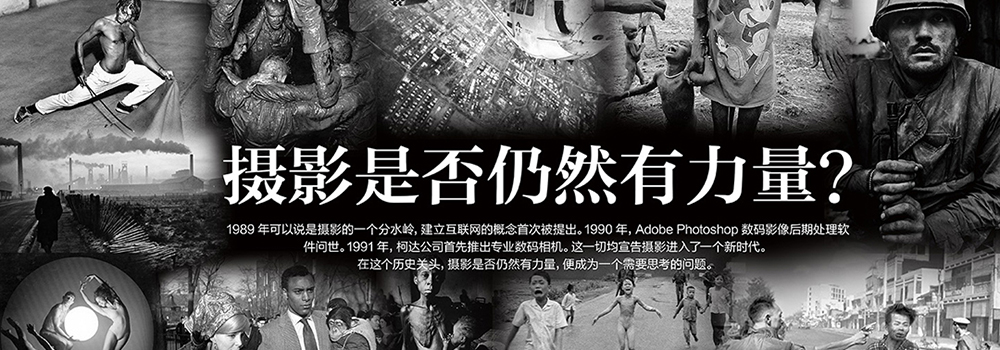 摄影是否仍然有力量?
1989 年可以说是摄影的一个分水岭, 建立互联网的概念首次被提出。1990 年, Adobe Photoshop 数码影像后期处理软
件问世。1991 年, 柯达公司首先推出专业数码相机。这一切均宣告摄影进入了一个新时代。
在这个历史关头, 摄影是否仍然有力量, 便成为一个需要思考的问题。